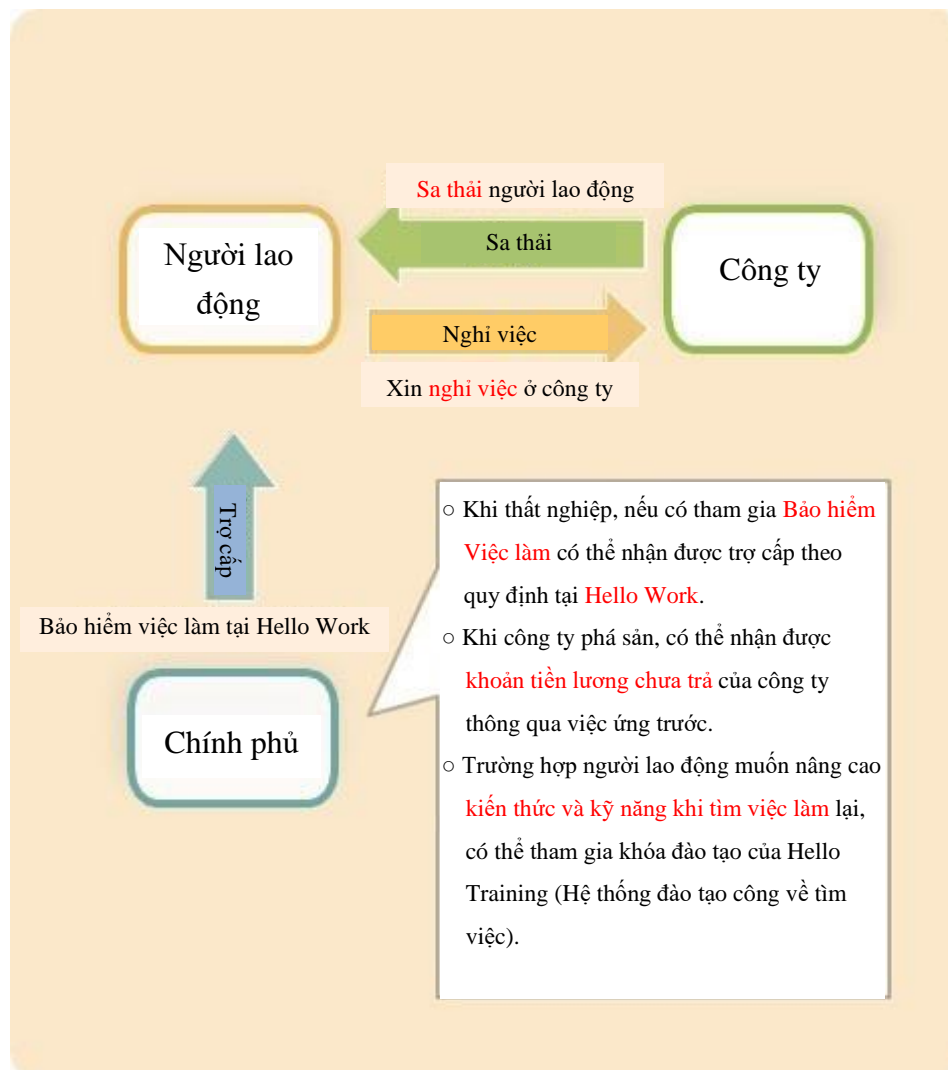 Sa thải người lao động
Sa thải
Người lao
động
Công ty
Nghỉ việc
Xin nghỉ việc ở công ty
Trợ cấp
Bảo hiểm việc làm tại Hello Work
Chính phủ
○ Khi thất nghiệp, nếu có tham gia Bảo hiểm
Việc làm có thể nhận được trợ cấp theo
quy định tại Hello Work.
○ Khi công ty phá sản, có thể nhận được
khoản tiền lương chưa trả của công ty
thông qua việc ứng trước.
○ Trường hợp người lao động muốn nâng cao
kiến thức và kỹ năng khi tìm việc làm lại,
có thể tham gia khóa đào tạo của Hello
Training (Hệ thống đào tạo công về tìm
việc).